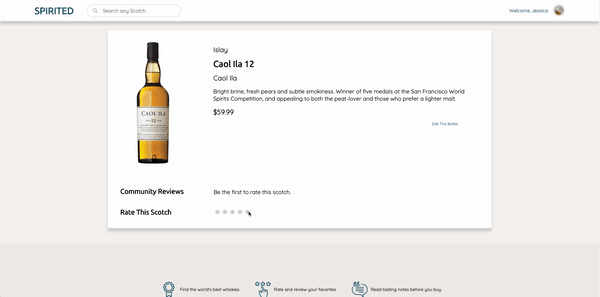 SPIRITED
Search any Scotch
Welcome, Jessica
Islay
Caol Ila 12
Caol Ila
Bright brine, fresh pears and subtle smokiness. Winner of five medals at the San Francisco World
Spirits Competition, and appealing to both the peat-lover and those who prefer a lighter malt.
$59.99
Edit This Bottle
CAOL ILA
12
Community Reviews
Be the first to rate this scotch.
Rate This Scotch
Find the world's best whiskies
Rate and review your favorites
Read tasting notes before you buy